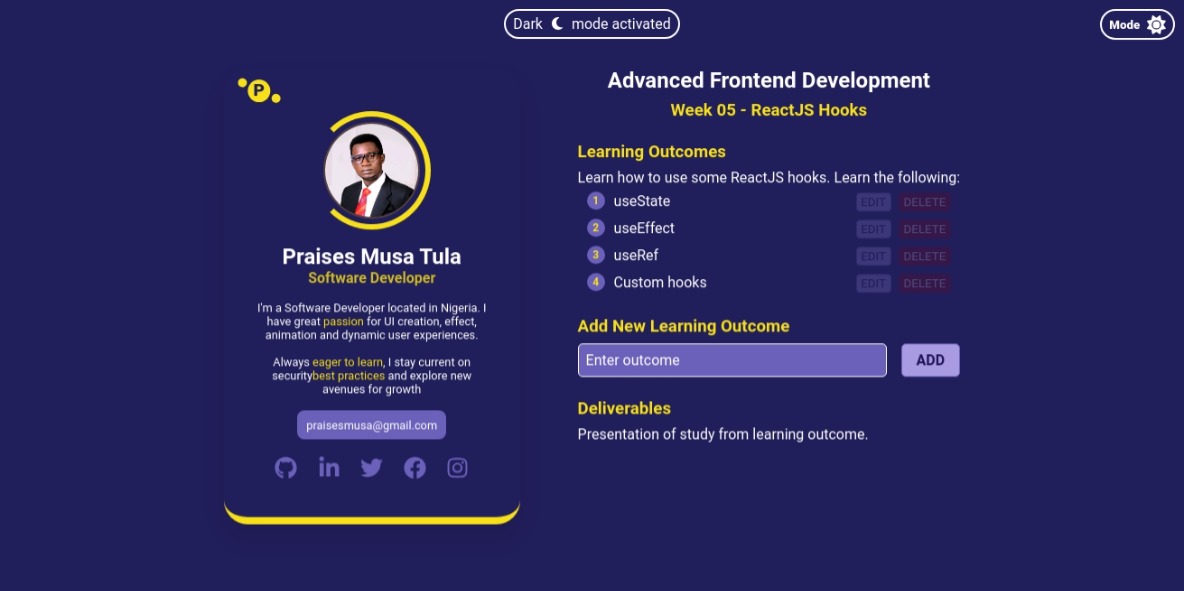 Dark mode activated
Mode
P
Praises Musa Tula
Software Developer
I'm a Software Developer located in Nigeria. I
have great passion for UI creation, effect,
animation and dynamic user experiences.
Always eager to learn, I stay current on
securitybest practices and explore new
avenues for growth
praisesmusa@gmail.com
in
Advanced Frontend Development
Week 05 - ReactJS Hooks
Learning Outcomes
Learn how to use some ReactJS hooks. Learn the following:
1 useState EDIT DELETE
2 useEffect EDIT DELETE
3 useRef EDIT DELETE
4 Custom hooks EDIT DELETE
Add New Learning Outcome
Enter outcome ADD
Deliverables
Presentation of study from learning outcome.